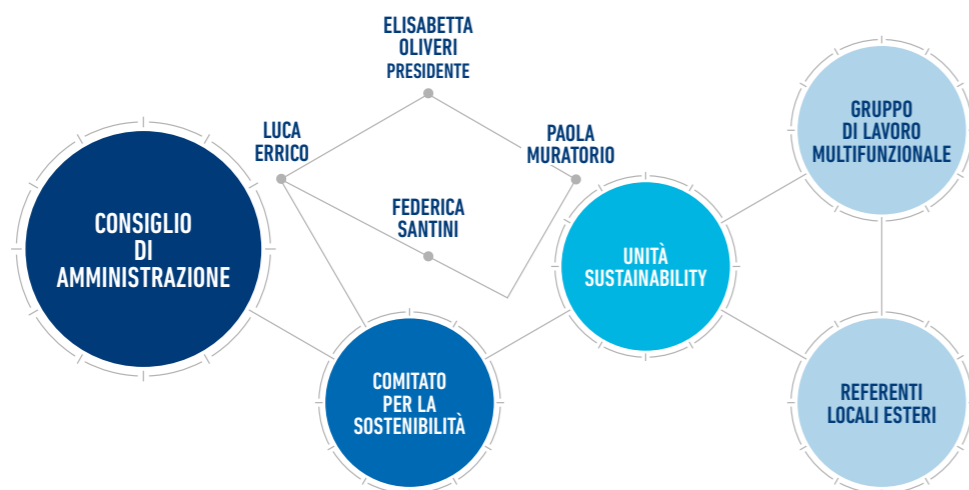 ELISABETTA
OLIVERI
PRESIDENTE
LUCA
ERRICO
PAOLA
MURATORIO
FEDERICA
SANTINI
CONSIGLIO
DI
AMMINISTRAZIONE
COMITATO
PER LA
SOSTENIBILITÀ
UNITÀ
SUSTAINABILITY
GRUPPO
DI LAVORO
MULTIFUNZIONALE
REFERENTI
LOCALI ESTERI